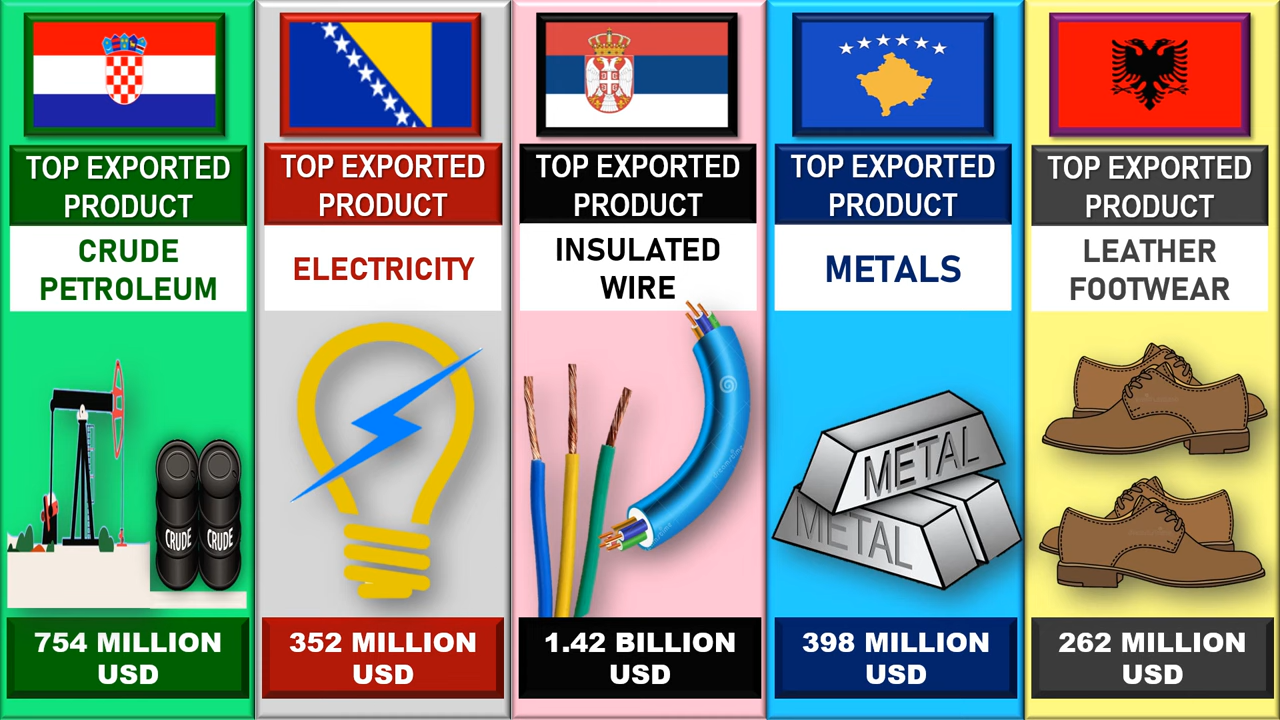 TOP EXPORTED
PRODUCT
CRUDE
PETROLEUM
CRUDE
CRUDE
754 MILLION
USD
TOP EXPORTED
PRODUCT
ELECTRICITY
352 MILLION
USD
TOP EXPORTED
PRODUCT
INSULATED
WIRE
1.42 BILLION
USD
TOP EXPORTED
PRODUCT
METALS
METAL
METAL
398 MILLION
USD
TOP EXPORTED
PRODUCT
LEATHER
FOOTWEAR
262 MILLION
USD